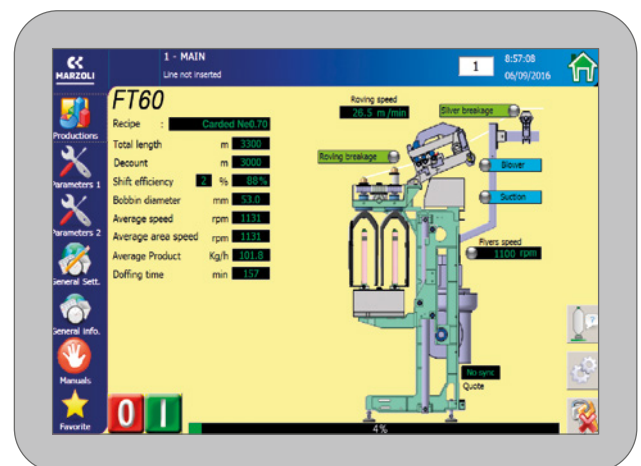 MARZOLI
1 - MAIN
Line not inserted
1
8:57:08
06/09/2016
Productions
Parameters 1
Parameters 2
General Sett.
General Info.
Manuals
Favorite
FT60
Recipe : Carded Ne0.70
Total length m 3300
Decount m 3000
Shift efficiency 2 % 88%
Bobbin diameter mm 53.0
Average speed rpm 1131
Average area speed rpm 1131
Average Product Kg/h 101.8
Doffing time min 157
Roving speed
26.5 m/min
Silver breakage
Roving breakage
Blower
Suction
Flyers speed
1100 rpm
No sync
Quote
?
0 I
4%